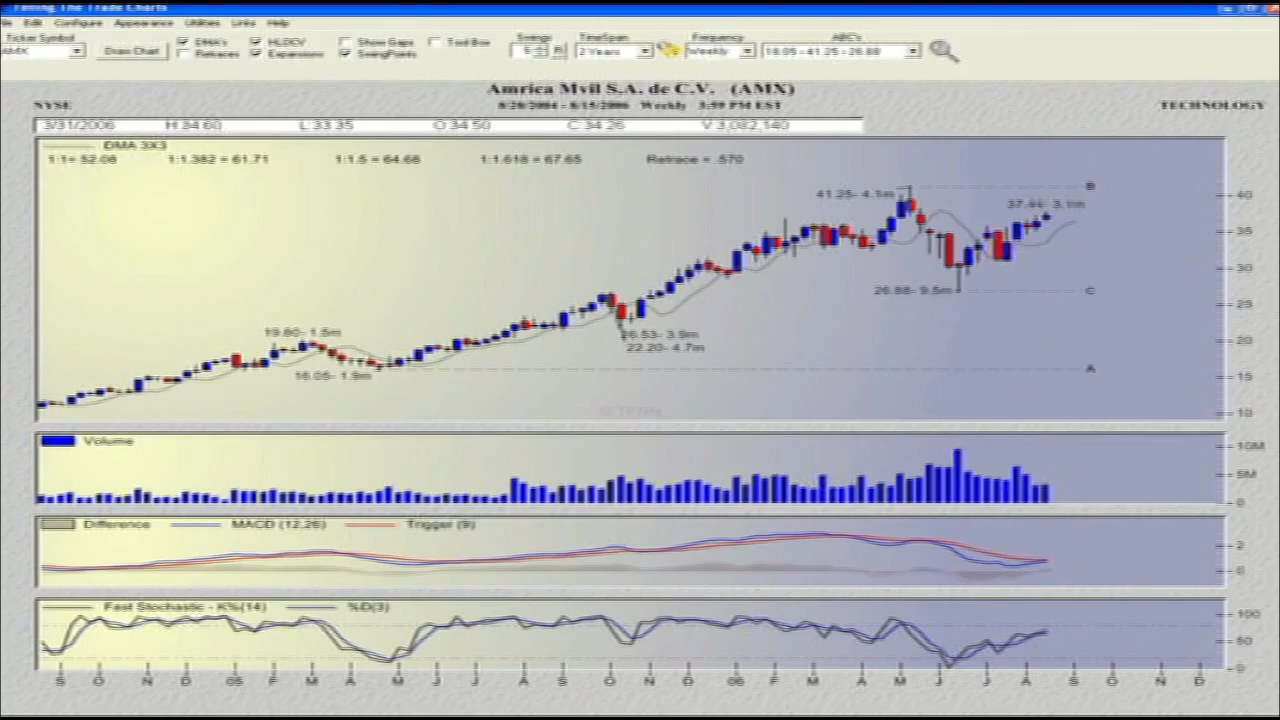 Timing The Trade Charts
File Edit Configure Appearance Utilities Links Help
Ticker Symbol Swings TimeSpan Frequency ABC's
AMX Draw Chart DMA's HLOCV Show Gaps Tool Box 5 2 Years Weekly 16.05 - 41.25 - 26.88
Retraces Expansions SwingPoints
Amrica Mvil S.A. de C.V. (AMX)
NYSE 8/20/2004 - 8/15/2006 Weekly 3:59 PM EST TECHNOLOGY
3/31/2006 H 34.60 L 33.35 O 34.50 C 34.26 V 3,082,140
DMA 3X3
1:1= 52.08 1:1.382 = 61.71 1:1.5 = 64.68 1:1.618 = 67.65 Retrace = .570
41.25- 4.1m B
40
37.44- 3.1m
35
30
26.88- 9.5m C
25
19.80- 1.5m 26.53- 3.9m
20
22.20- 4.7m
16.05- 1.9m A
15
10
Volume
10M
5M
0
Difference MACD (12,26) Trigger (9)
2
0
Fast Stochastic - K%(14) %D(3)
100
50
0
S O N D 05 F M A M J J A S O N D 06 F M A M J J A S O N D